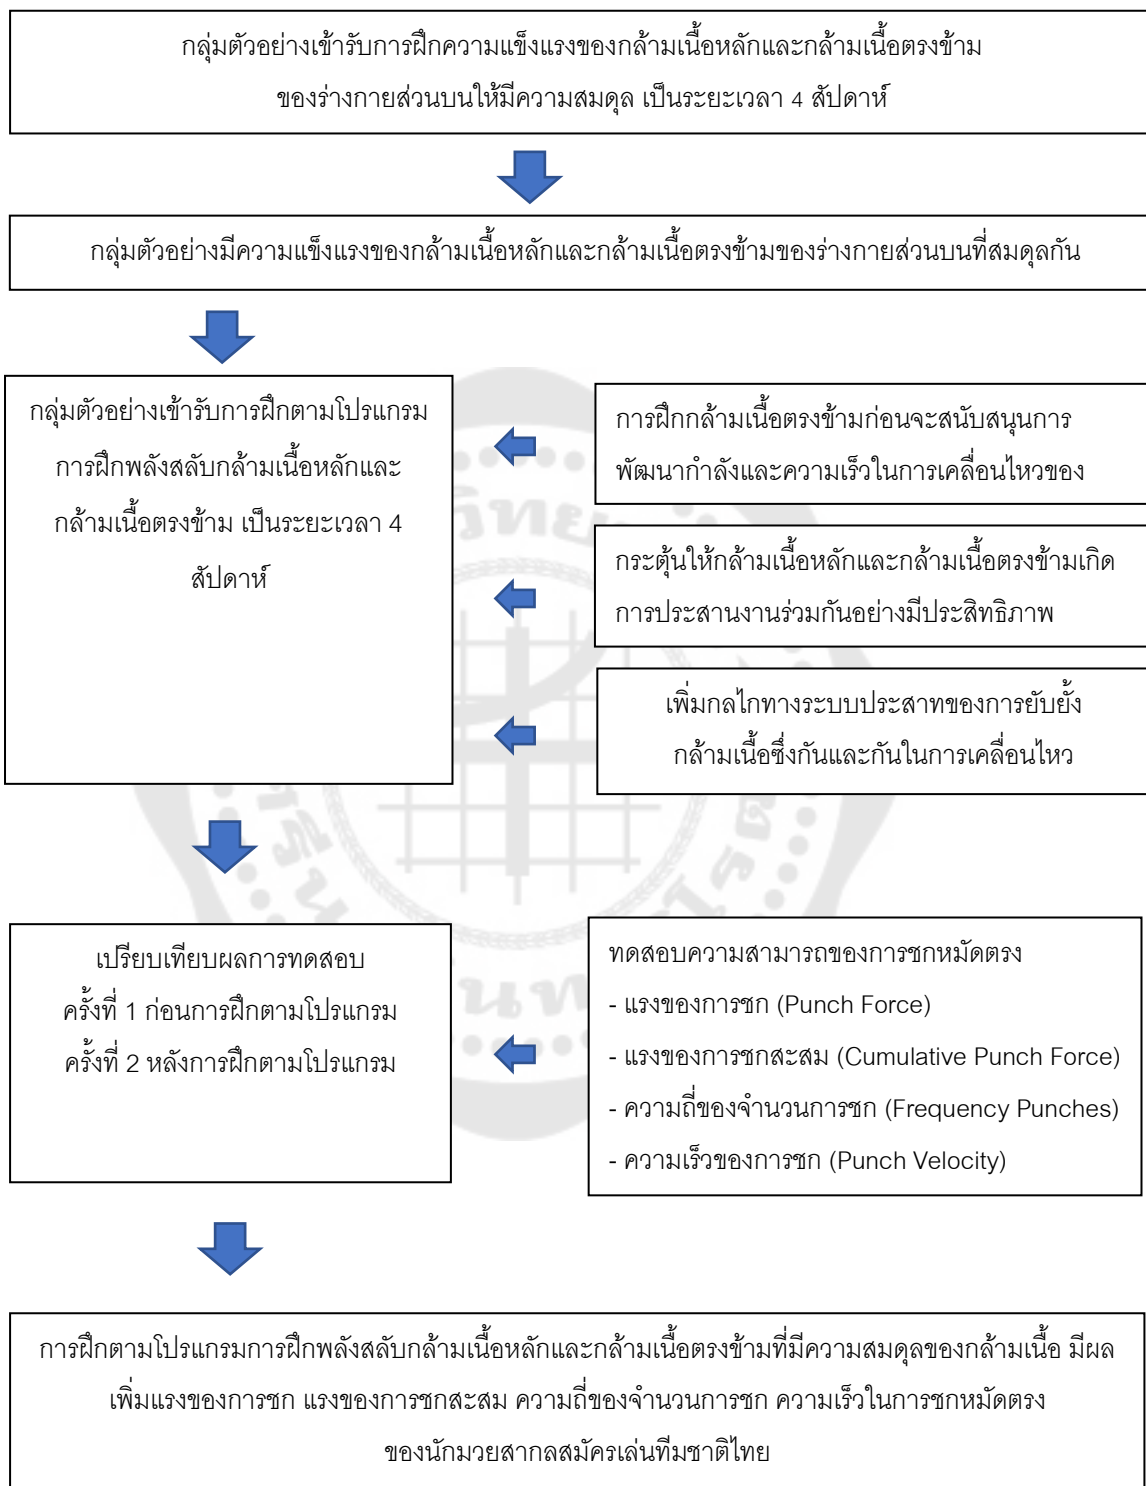 กลุ่มตัวอย่างเข้ารับการฝึกความแข็งแรงของกล้ามเนื้อหลักและกล้ามเนื้อตรงข้าม
ของร่างกายส่วนบนให้มีความสมดุล เป็นระยะเวลา 4 สัปดาห์
กลุ่มตัวอย่างมีความแข็งแรงของกล้ามเนื้อหลักและกล้ามเนื้อตรงข้ามของร่างกายส่วนบนที่สมดุลกัน
กลุ่มตัวอย่างเข้ารับการฝึกตามโปรแกรม
การฝึกพลังสลับกล้ามเนื้อหลักและ
กล้ามเนื้อตรงข้าม เป็นระยะเวลา 4
สัปดาห์
การฝึกกล้ามเนื้อตรงข้ามก่อนจะสนับสนุนการ
พัฒนากำลังและความเร็วในการเคลื่อนไหวของ
กระตุ้นให้กล้ามเนื้อหลักและกล้ามเนื้อตรงข้ามเกิด
การประสานงานร่วมกันอย่างมีประสิทธิภาพ
เพิ่มกลไกทางระบบประสาทของการยับยั้ง
กล้ามเนื้อซึ่งกันและกันในการเคลื่อนไหว
เปรียบเทียบผลการทดสอบ
ครั้งที่ 1 ก่อนการฝึกตามโปรแกรม
ครั้งที่ 2 หลังการฝึกตามโปรแกรม
ทดสอบความสามารถของการชกหมัดตรง
- แรงของการชก (Punch Force)
- แรงของการชกสะสม (Cumulative Punch Force)
- ความถี่ของจำนวนการชก (Frequency Punches)
- ความเร็วของการชก (Punch Velocity)
การฝึกตามโปรแกรมการฝึกพลังสลับกล้ามเนื้อหลักและกล้ามเนื้อตรงข้ามที่มีความสมดุลของกล้ามเนื้อ มีผล
เพิ่มแรงของการชก แรงของการชกสะสม ความถี่ของจำนวนการชก ความเร็วในการชกหมัดตรง
ของนักมวยสากลสมัครเล่นทีมชาติไทย